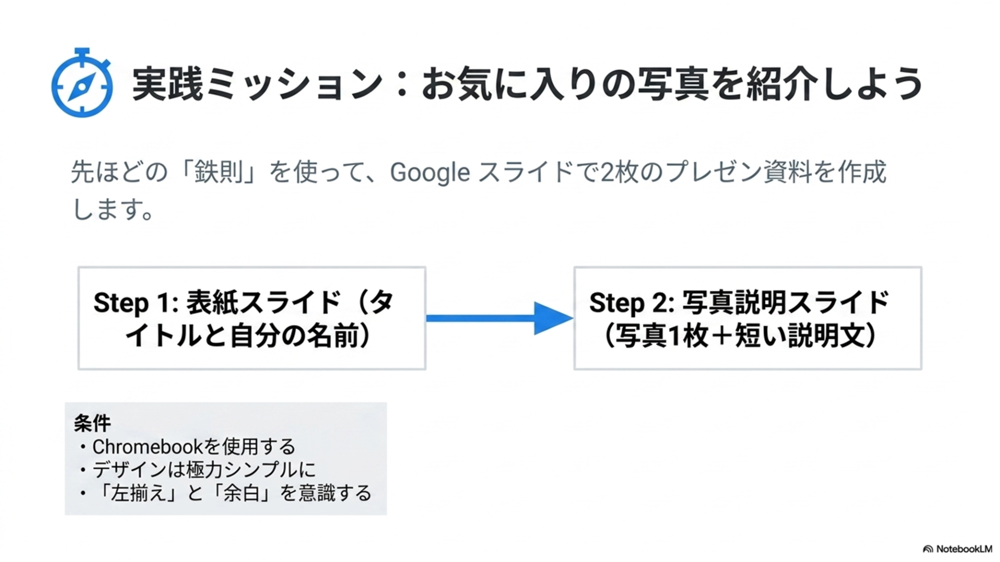 実践ミッション：お気に入りの写真を紹介しよう
先ほどの「鉄則」を使って、Google スライドで2枚のプレゼン資料を作成
します。
Step 1: 表紙スライド（タ
イトルと自分の名前）
Step 2: 写真説明スライド
（写真1枚＋短い説明文）
条件
・Chromebookを使用する
・デザインは極力シンプルに
・「左揃え」と「余白」を意識する
NotebookLM